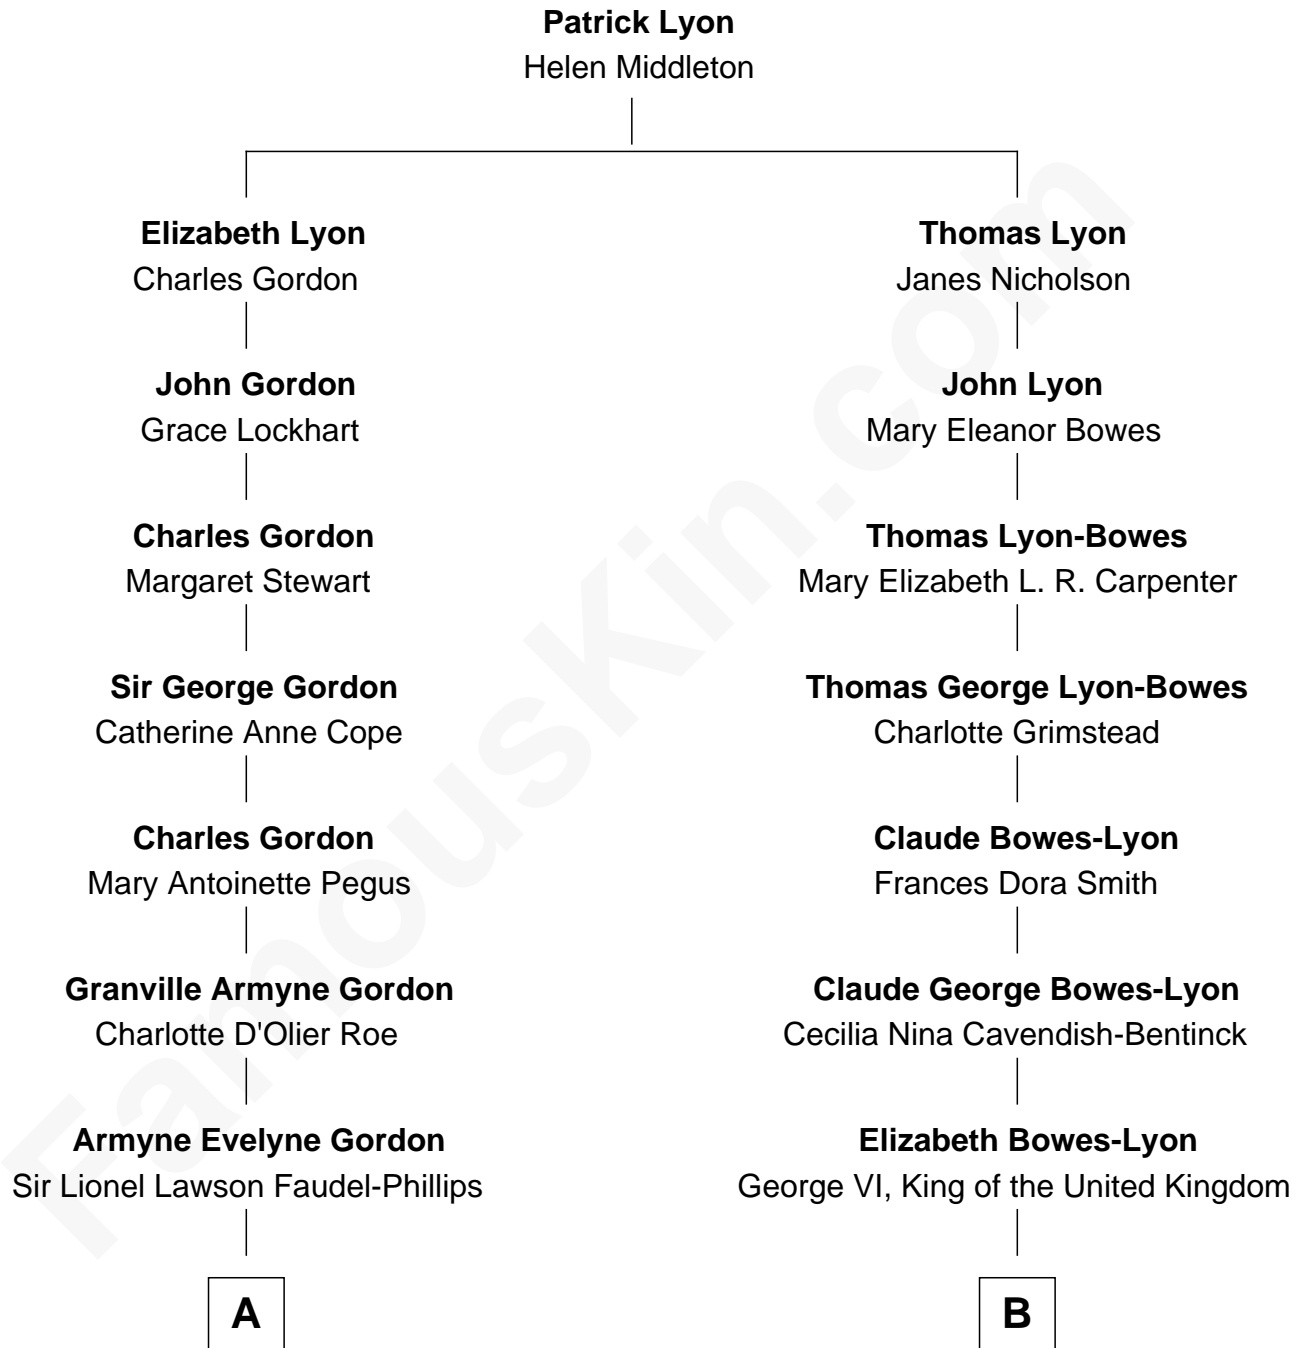 Patrick Lyon
Helen Middleton
Elizabeth Lyon
Charles Gordon
Thomas Lyon
Janes Nicholson
John Gordon
Grace Lockhart
John Lyon
Mary Eleanor Bowes
Charles Gordon
Margaret Stewart
Thomas Lyon-Bowes
Mary Elizabeth L. R. Carpenter
Sir George Gordon
Catherine Anne Cope
Thomas George Lyon-Bowes
Charlotte Grimstead
Charles Gordon
Mary Antoinette Pegus
Claude Bowes-Lyon
Frances Dora Smith
Granville Armyne Gordon
Charlotte D'Olier Roe
Claude George Bowes-Lyon
Cecilia Nina Cavendish-Bentinck
Armyne Evelyne Gordon
Sir Lionel Lawson Faudel-Phillips
Elizabeth Bowes-Lyon
George VI, King of the United Kingdom
A
B
FamousKin.com